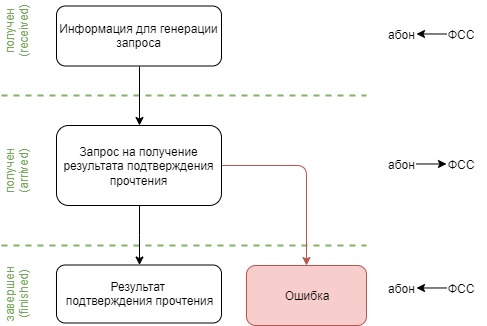 получен
(received)
Информация для генерации
запроса
абон ФСС
получен
(arrived)
Запрос на получение
результата подтверждения
прочтения
абон ФСС
завершен
(finished)
Результат
подтверждения прочтения
Ошибка
абон ФСС